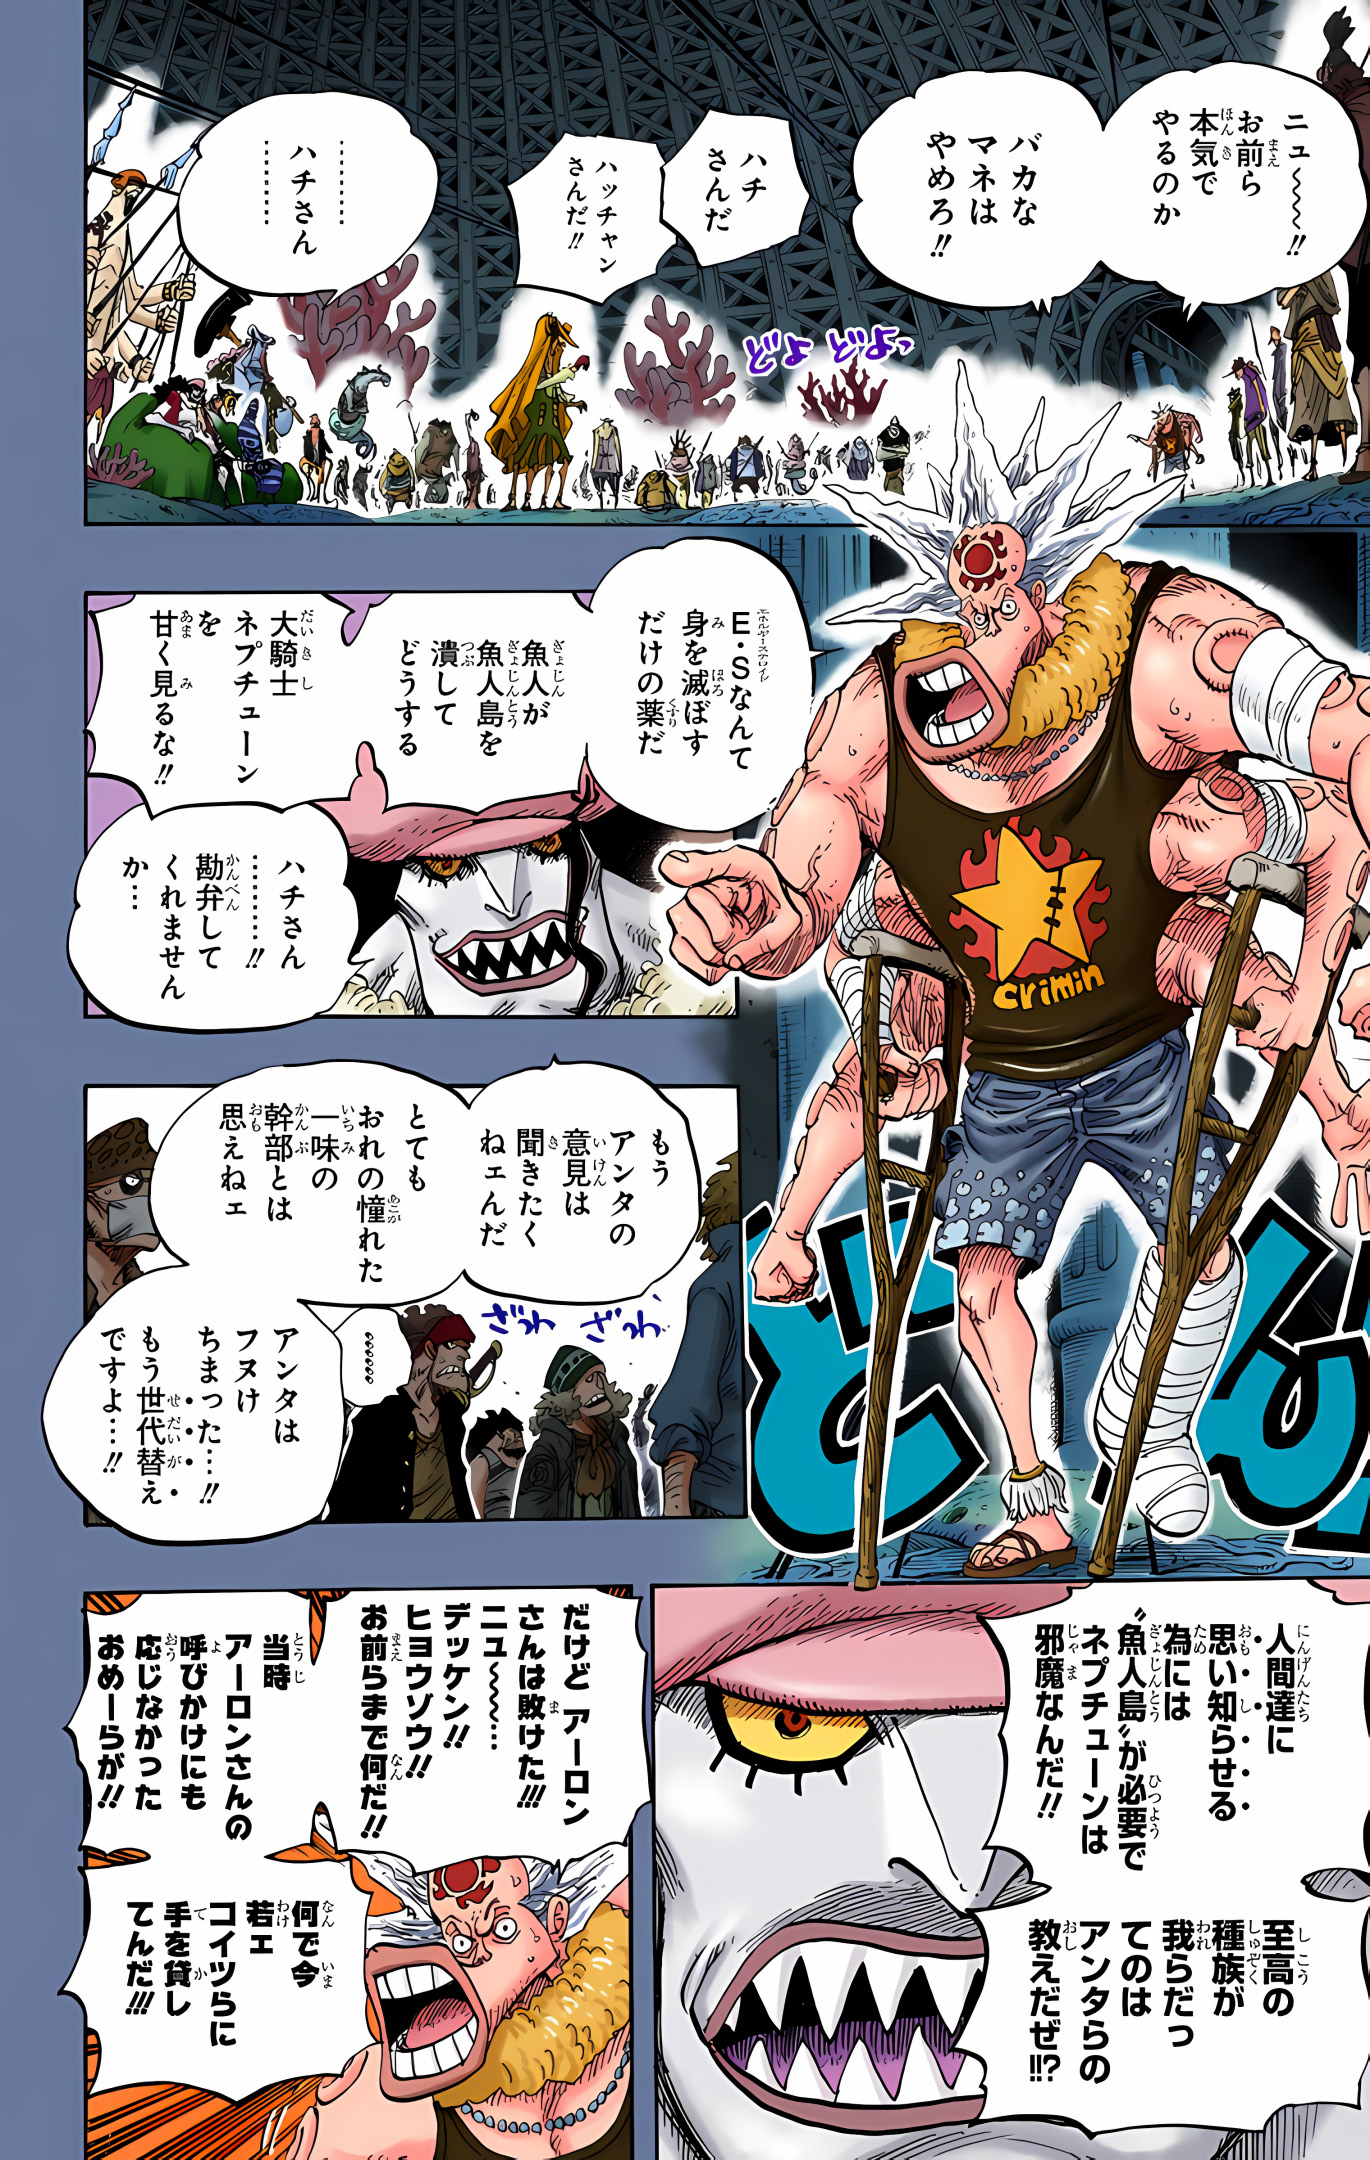 ニュ〜〜〜!!
お前ら
本気で
やるのか
バカな
マネは
やめろ!!
ハチ
さんだ
ハッチャン
さんだ!!
………
ハチさん
………
どよ どよっ
E・Sなんて
身を滅ぼす
だけの薬だ
魚人が
魚人島を
潰して
どうする
大騎士
ネプチューン
を
甘く見るな!!
ハチさん
………!!
勘弁して
くれません
か…
crimin
もう
アンタの
意見は
聞きたく
ねェんだ
とても
おれの憧れた
一味の
幹部とは
思えねェ
ざわ ざわ
……
アンタは
フヌけ
ちまった…!!
もう世代替え
ですよ…!!
ど
人間達に
思い知らせる
為には
“魚人島”が必要で
ネプチューンは
邪魔なんだ!!
至高の
種族が
我らだっ
てのは
アンタらの
教えだぜ!!?
だけど アーロン
さんは敗けた!!!
ニュ〜〜〜…
デッケン!!
ヒョウゾウ!!
お前らまで何だ!!
当時
アーロンさんの
呼びかけにも
応じなかった
おめーらが!!
何で今
若ェ
コイツらに
手を貸し
てんだ!!!